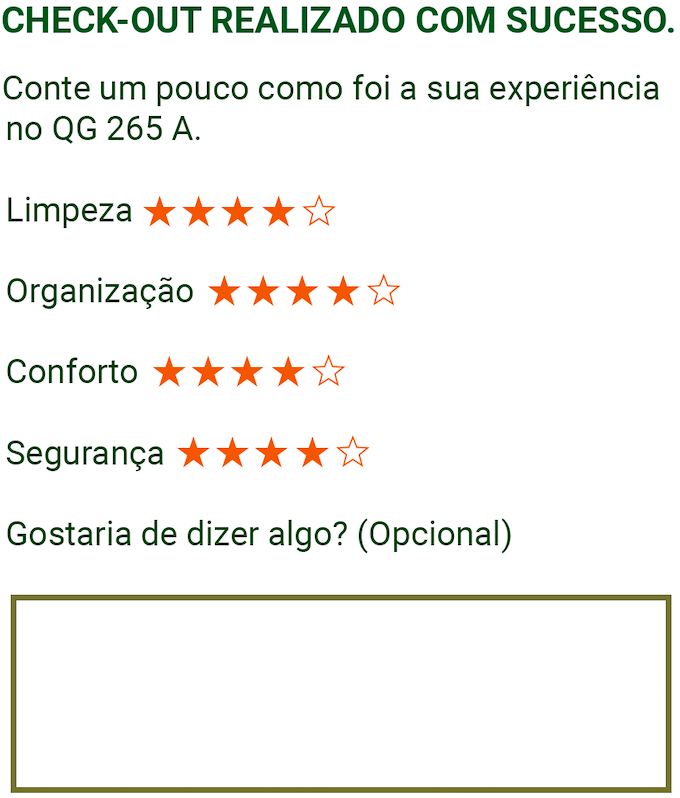 CHECK-OUT REALIZADO COM SUCESSO.
Conte um pouco como foi a sua experiência
no QG 265 A.
Limpeza ★★★★☆
Organização ★★★★☆
Conforto ★★★★☆
Segurança ★★★★☆
Gostaria de dizer algo? (Opcional)